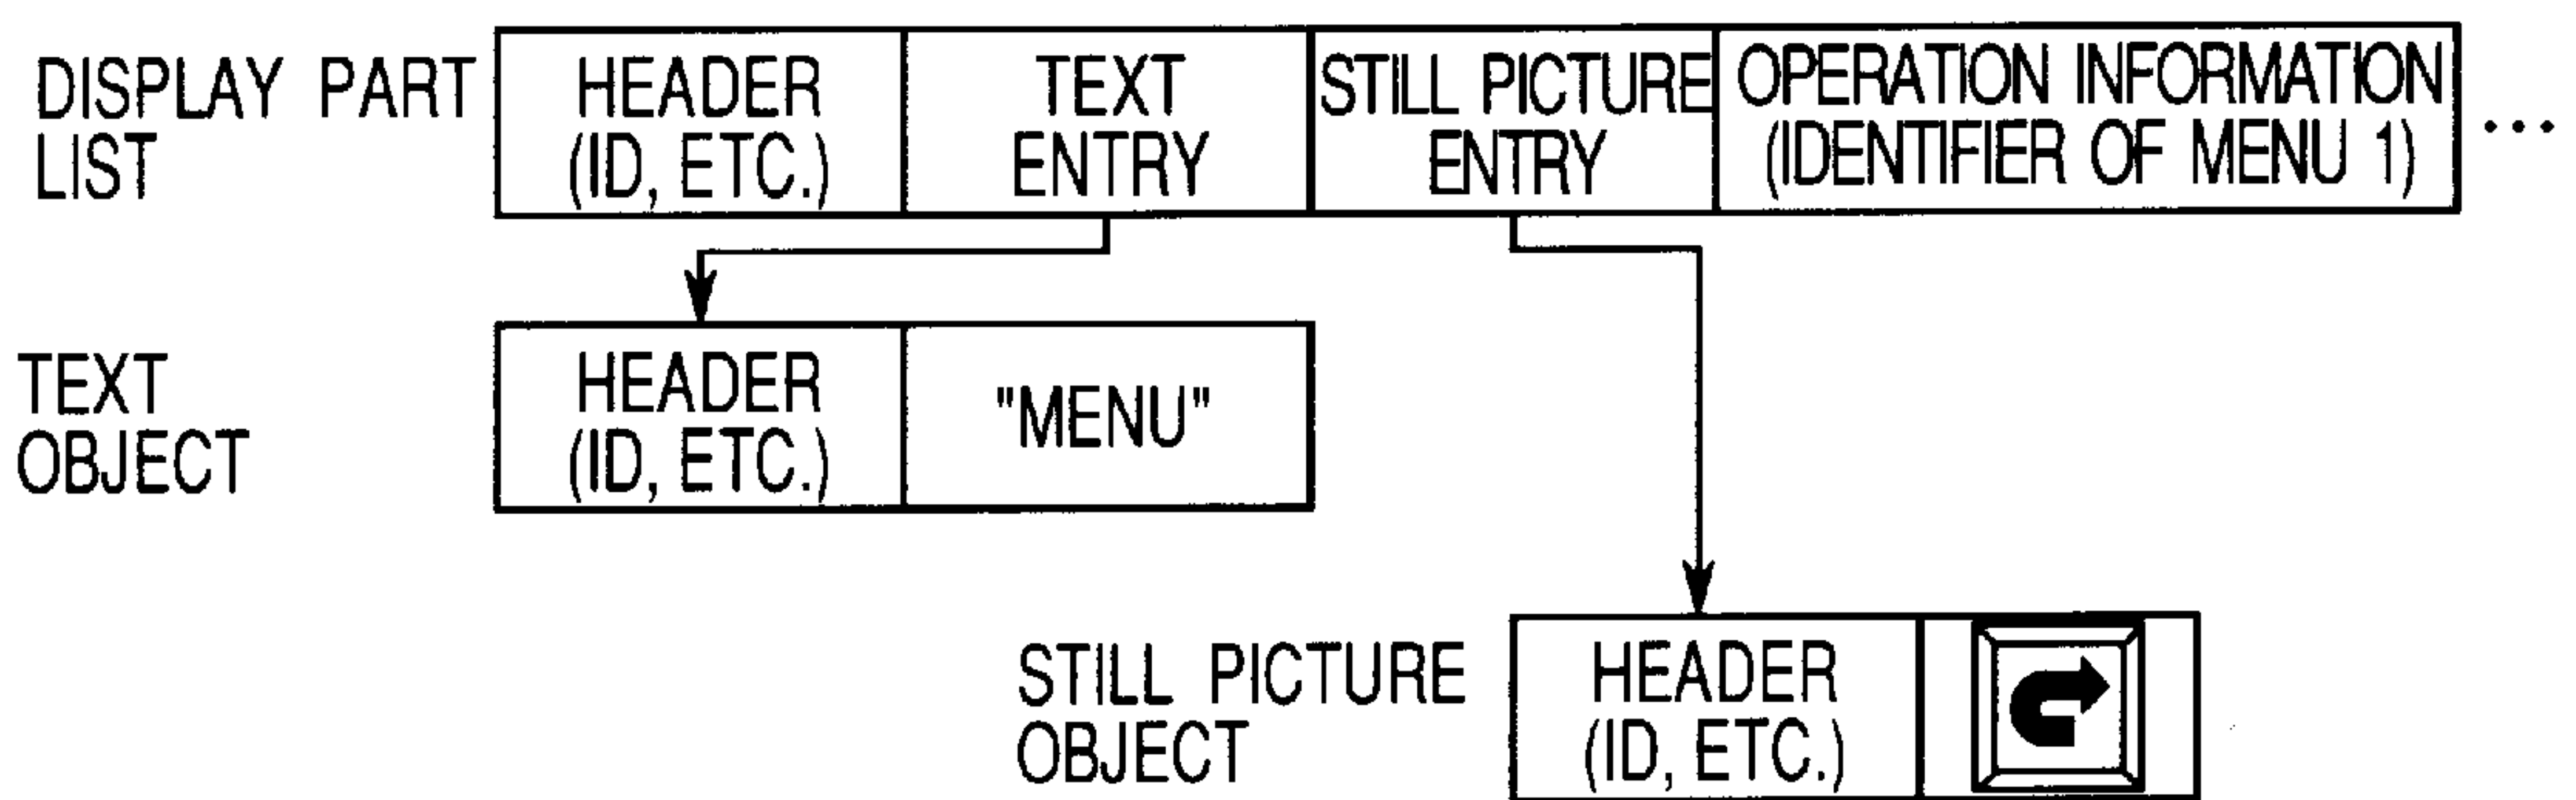 DISPLAY PART
LIST
HEADER
(ID, ETC.)
TEXT
ENTRY
STILL PICTURE
ENTRY
OPERATION INFORMATION
(IDENTIFIER OF MENU 1)
...
TEXT
OBJECT
HEADER
(ID, ETC.)
"MENU"
STILL PICTURE
OBJECT
HEADER
(ID, ETC.)